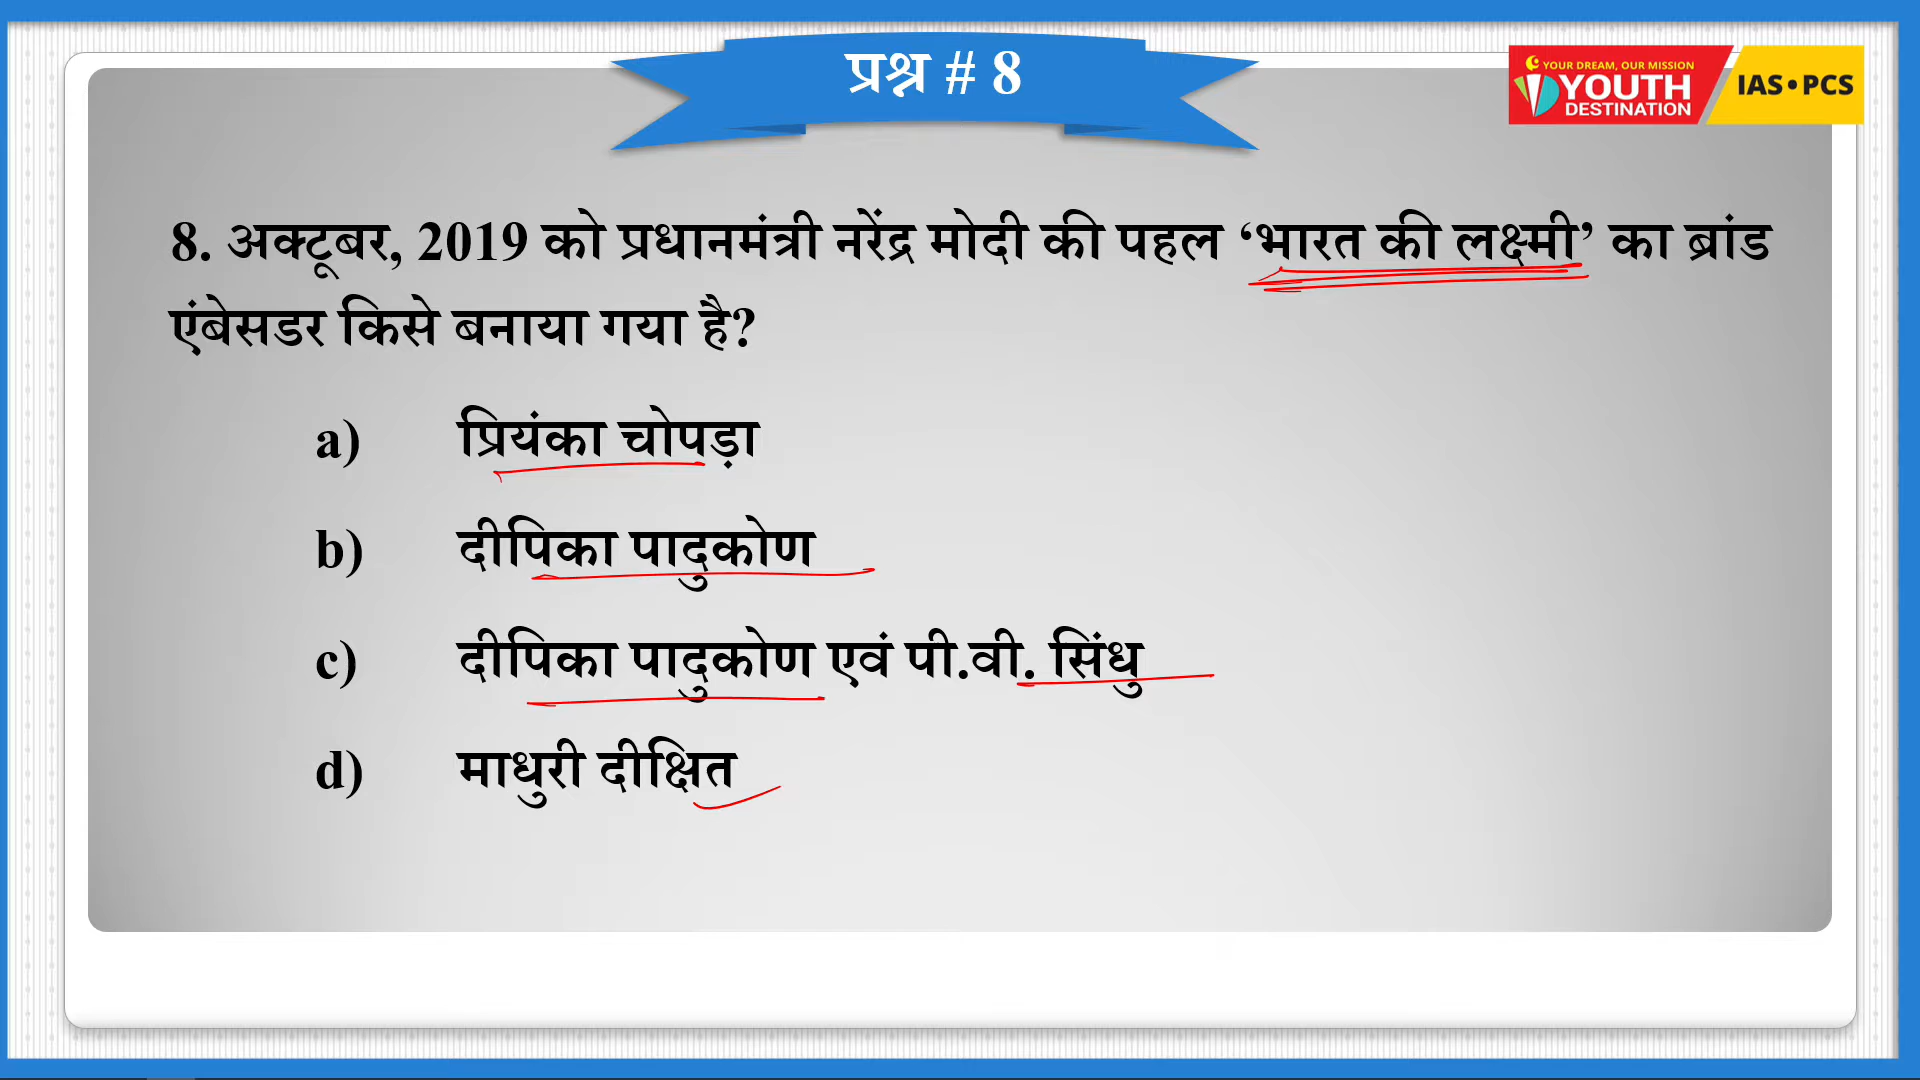 प्रश्न # 8
YOUR DREAM, OUR MISSION
YOUTH
DESTINATION
IAS•PCS
8. अक्टूबर, 2019 को प्रधानमंत्री नरेंद्र मोदी की पहल ‘भारत की लक्ष्मी’ का ब्रांड
एंबेसडर किसे बनाया गया है?
a) प्रियंका चोपड़ा
b) दीपिका पादुकोण
c) दीपिका पादुकोण एवं पी.वी. सिंधु
d) माधुरी दीक्षित